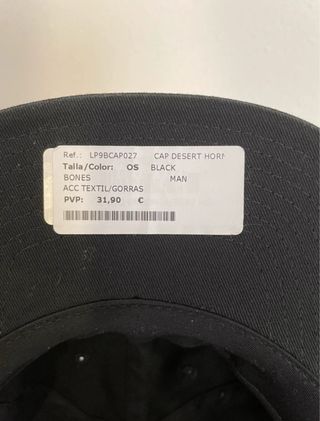 Ref.: LP9BCAP027 CAP DESERT HORN
Talla/Color: OS BLACK
BONES MAN
ACC TEXTIL/GORRAS
PVP: 31,90 €